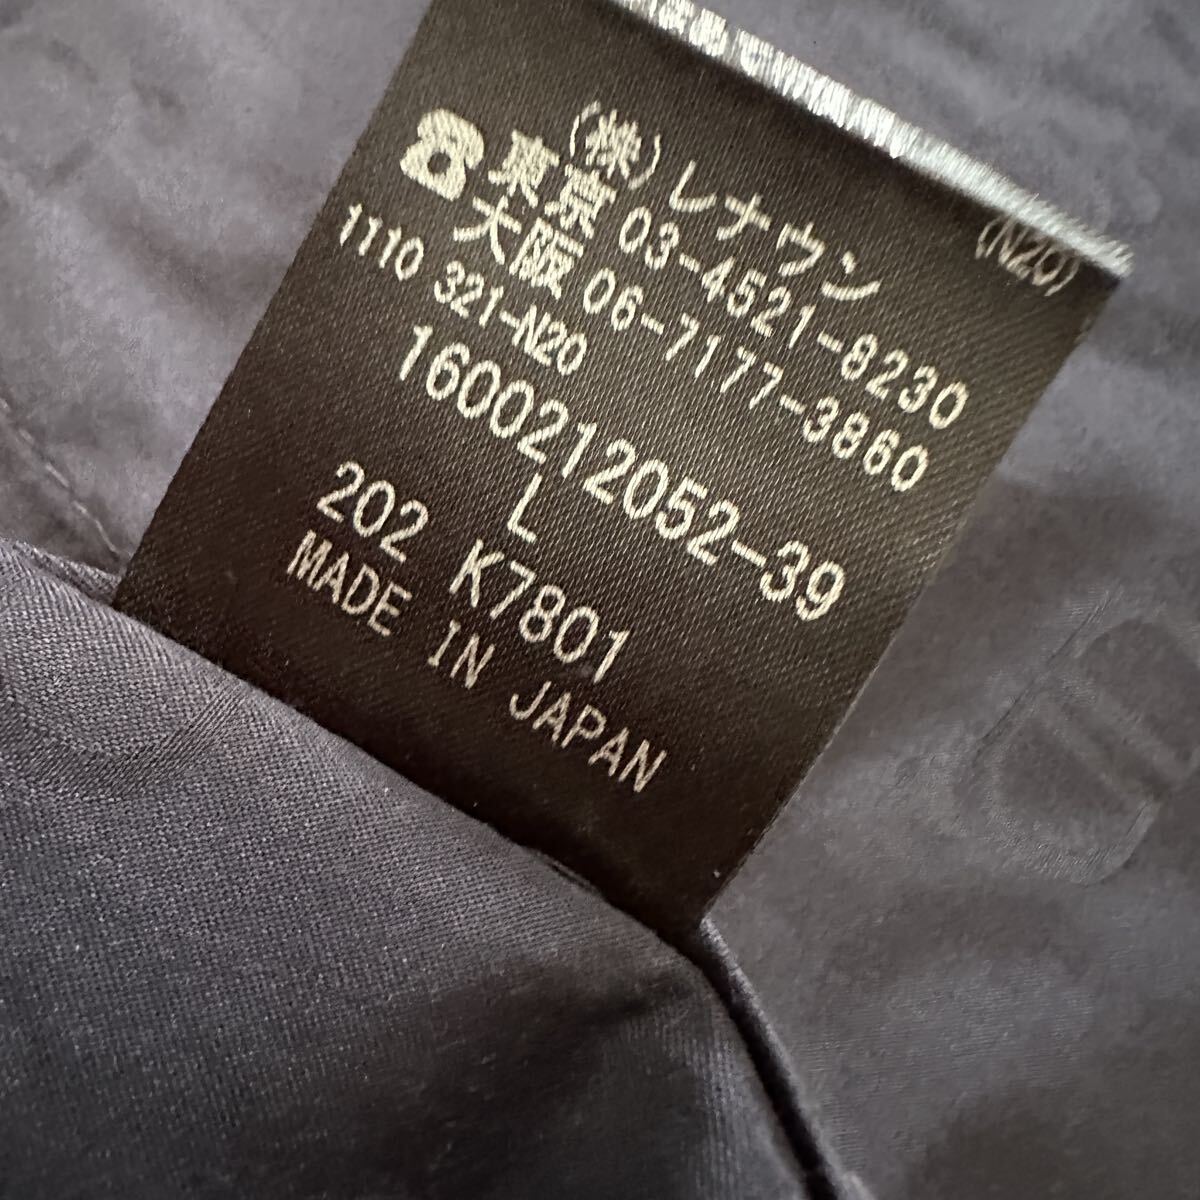 (N20)
(株)レナウン
☎東京 03-4521-8230
大阪 06-7177-3860
1110 321-N20
1600212052-39
L
202 K7801
MADE IN JAPAN